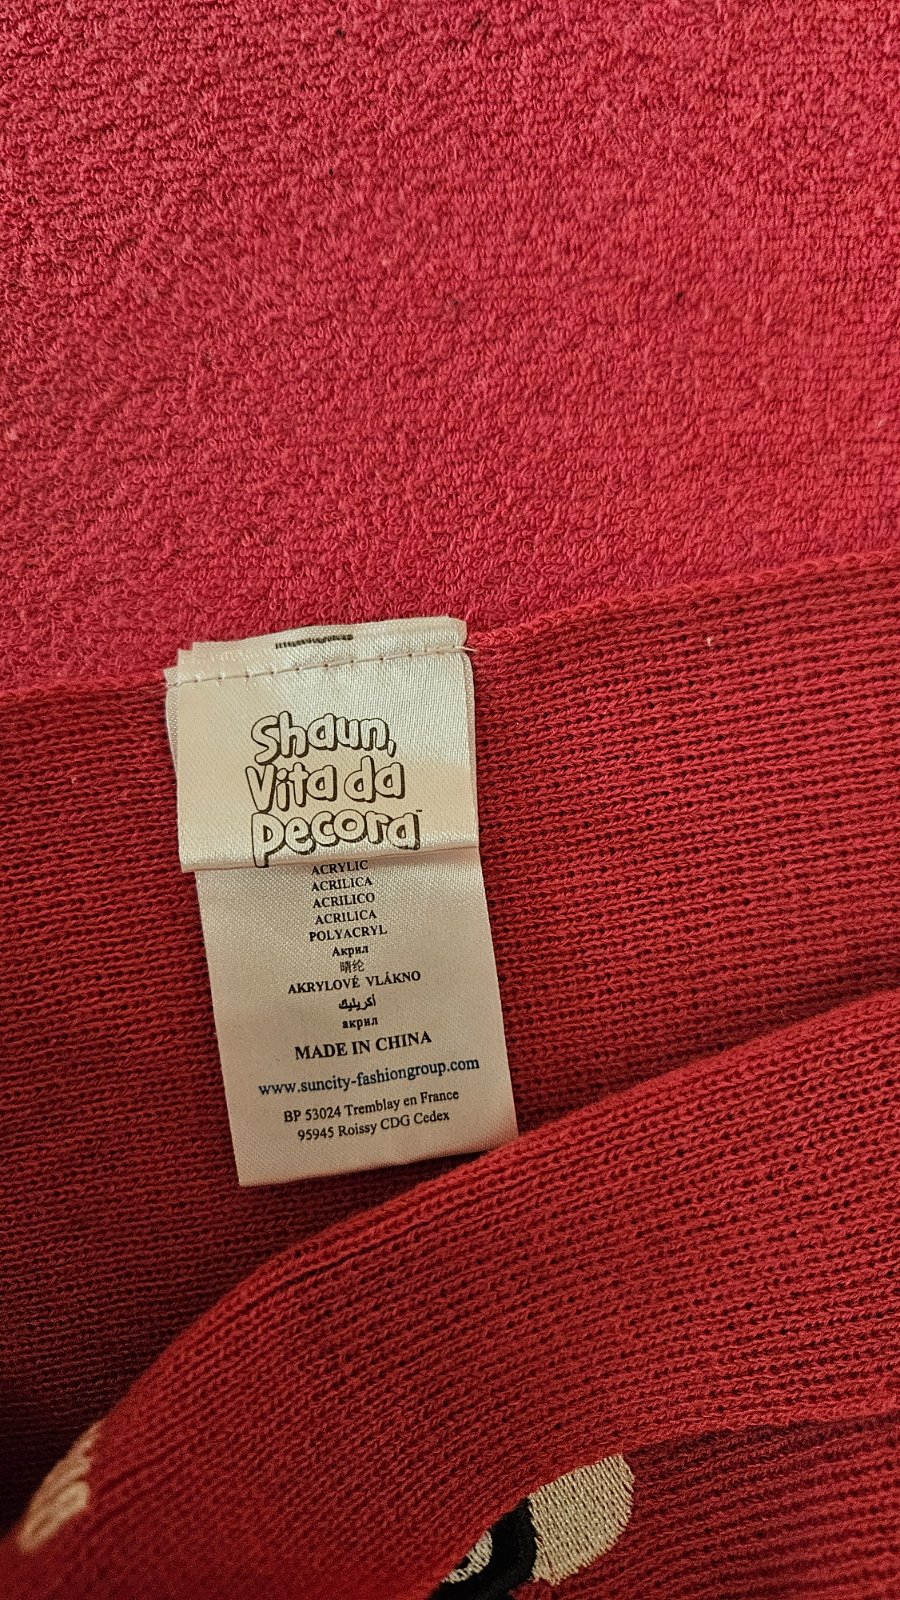 Shaun,
Vita da
Pecora™
ACRYLIC
ACRILICA
ACRILICO
ACRILICA
POLYACRYL
Акрил
晴纶
AKRYLOVÉ VLÁKNO
أكريليك
акрил
MADE IN CHINA
www.suncity-fashiongroup.com
BP 53024 Tremblay en France
95945 Roissy CDG Cedex